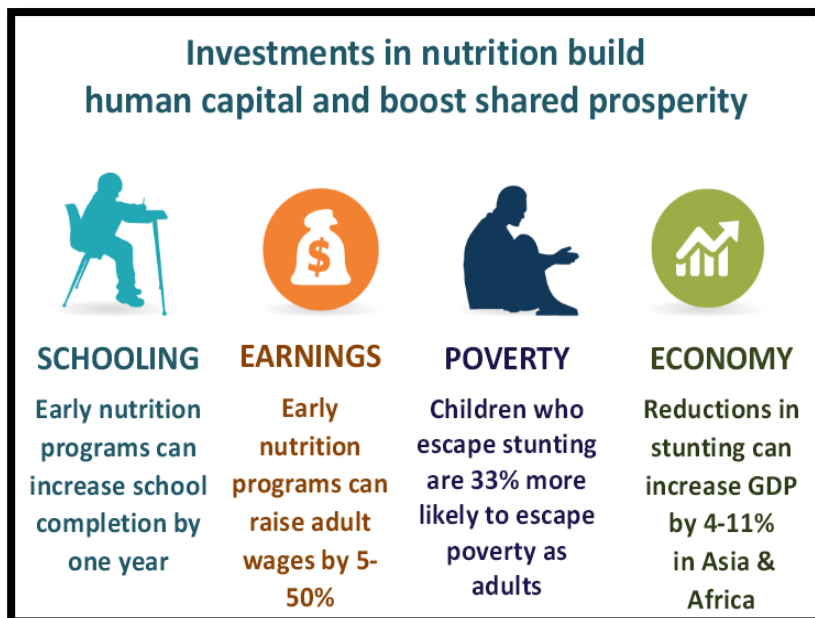 Investments in nutrition build
human capital and boost shared prosperity
$
SCHOOLING
Early nutrition
programs can
increase school
completion by
one year
EARNINGS
Early
nutrition
programs can
raise adult
wages by 5-
50%
POVERTY
Children who
escape stunting
are 33% more
likely to escape
poverty as
adults
ECONOMY
Reductions in
stunting can
increase GDP
by 4-11%
in Asia &
Africa